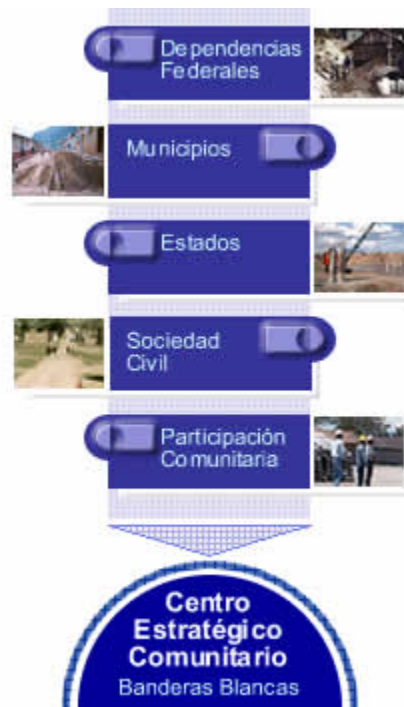 Dependencias
Federales
Municipios
Estados
Sociedad
Civil
Participación
Comunitaria
Centro
Estratégico
Comunitario
Banderas Blancas